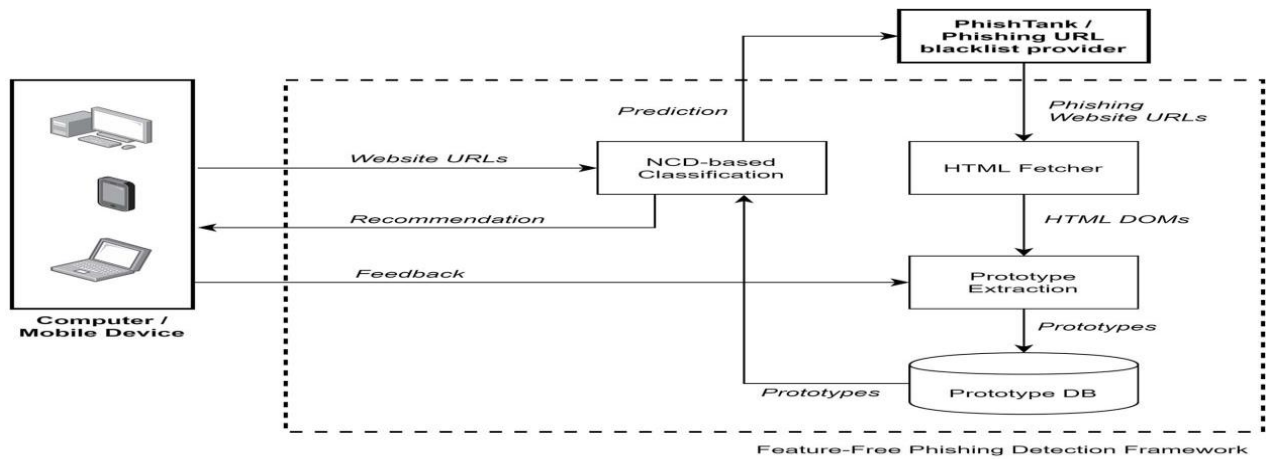 PhishTank /
Phishing URL
blacklist provider
Prediction
Phishing
Website URLs
Website URLs
NCD-based
Classification
HTML Fetcher
Recommendation
HTML DOMs
Feedback
Prototype
Extraction
Computer /
Mobile Device
Prototypes
Prototypes
Prototype DB
Feature-Free Phishing Detection Framework